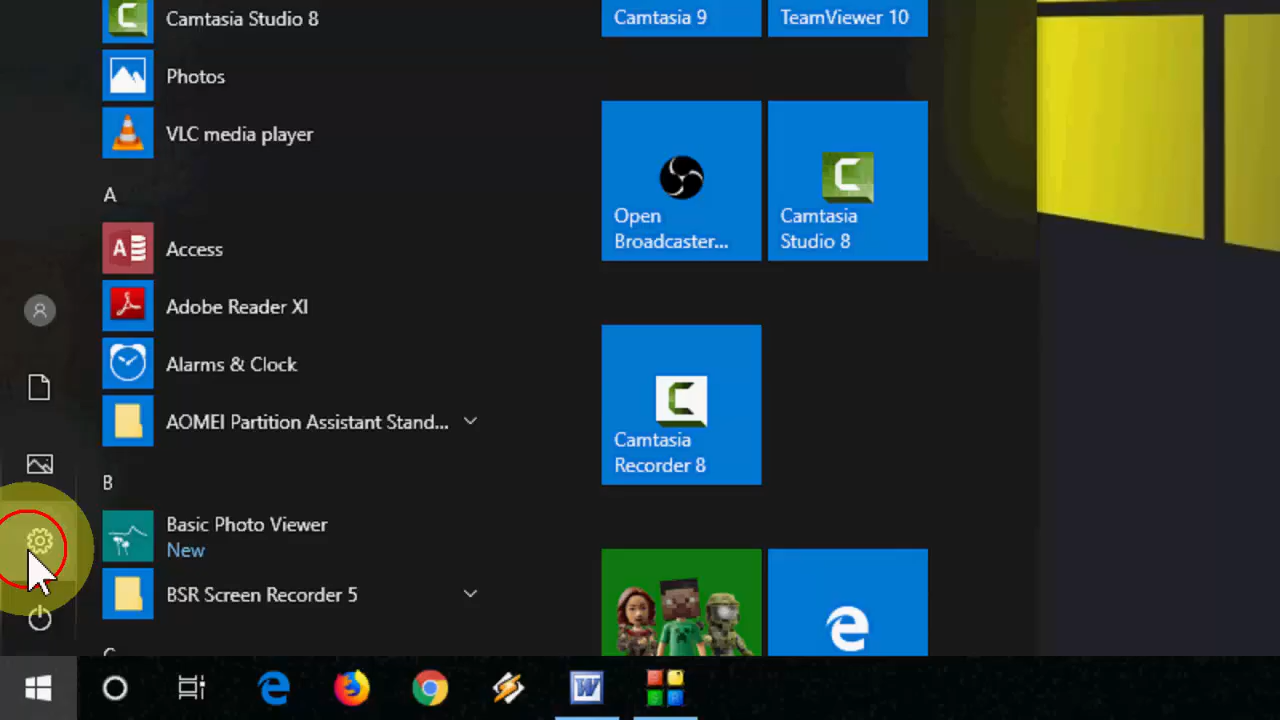 Camtasia Studio 8
Photos
VLC media player
A
Access
Adobe Reader XI
Alarms & Clock
AOMEI Partition Assistant Stand...
B
Basic Photo Viewer
New
BSR Screen Recorder 5
Camtasia 9
TeamViewer 10
Open
Broadcaster...
Camtasia
Studio 8
Camtasia
Recorder 8